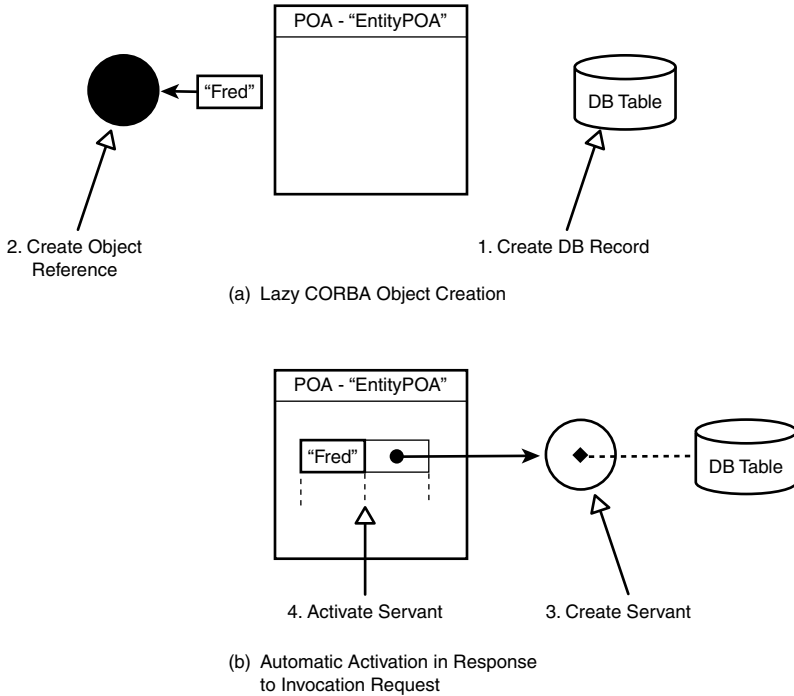 POA - “EntityPOA”
“Fred”
DB Table
2. Create Object
Reference
1. Create DB Record
(a) Lazy CORBA Object Creation
POA - “EntityPOA”
“Fred”
DB Table
4. Activate Servant
3. Create Servant
(b) Automatic Activation in Response
to Invocation Request